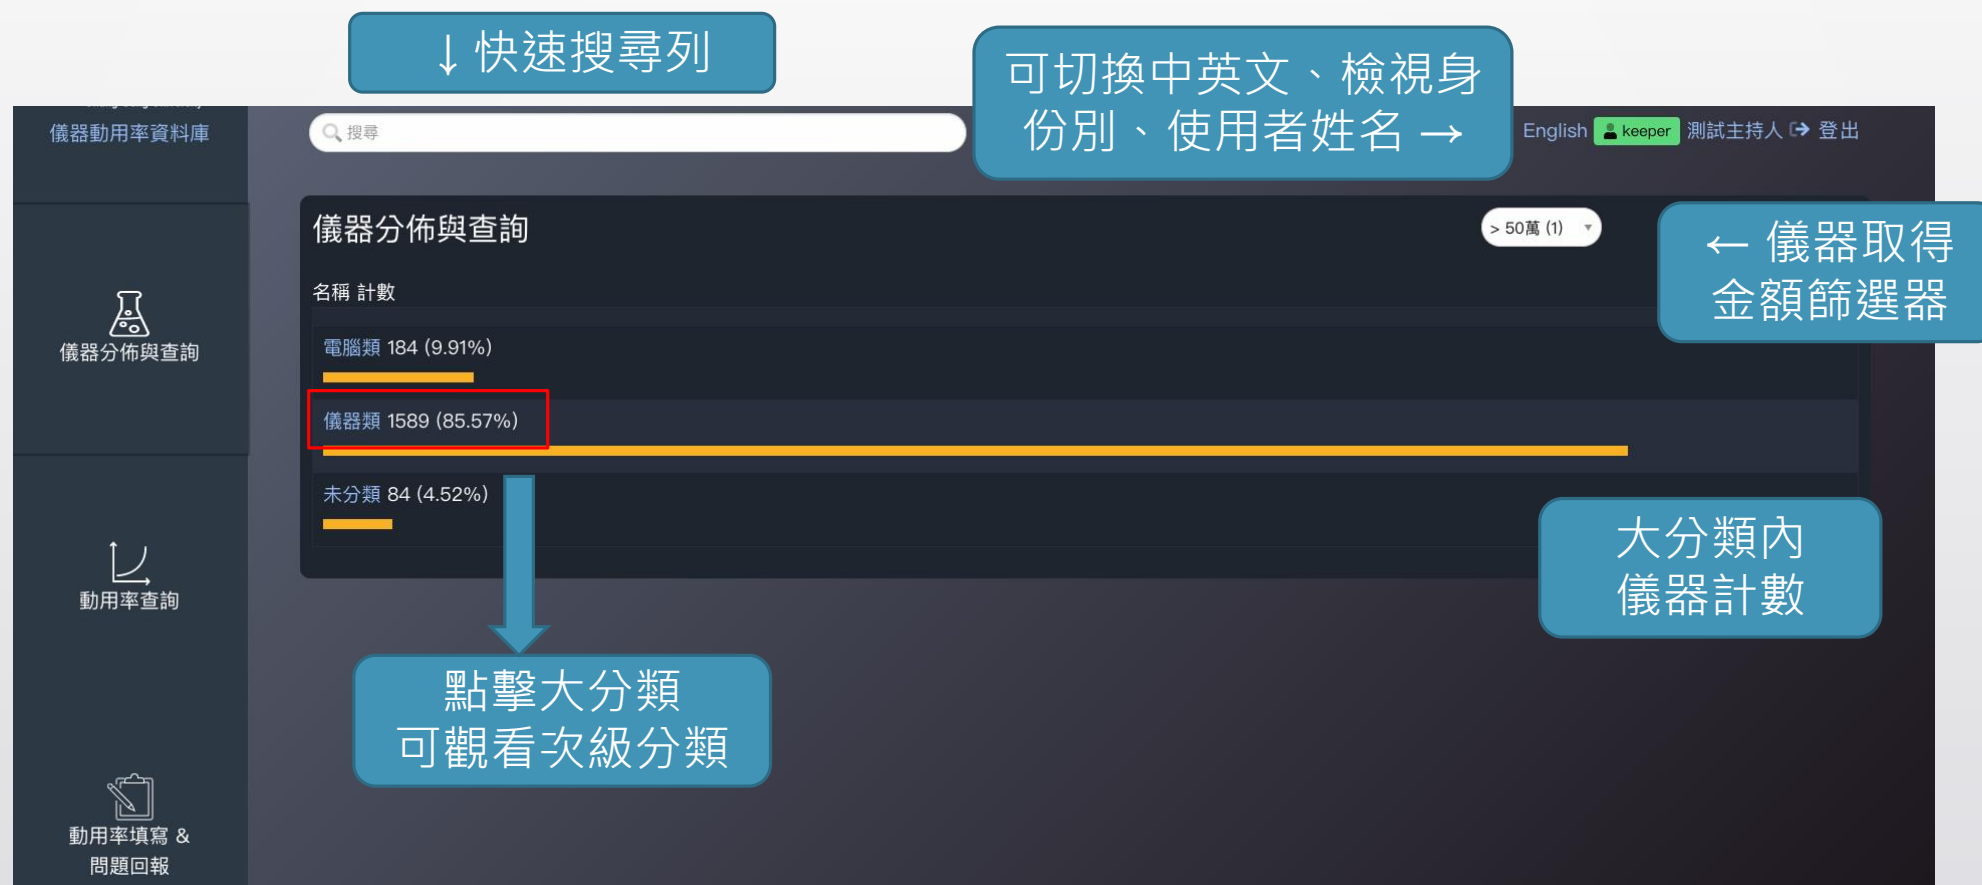 ↓快速搜尋列
可切換中英文、檢視身
份別、使用者姓名→
儀器動用率資料庫
搜尋
English keeper 測試主持人 登出
儀器分佈與查詢
> 50萬 (1)
← 儀器取得
金額篩選器
名稱 計數
儀器分佈與查詢
電腦類 184 (9.91%)
儀器類 1589 (85.57%)
未分類 84 (4.52%)
大分類內
儀器計數
動用率查詢
點擊大分類
可觀看次級分類
動用率填寫 &
問題回報